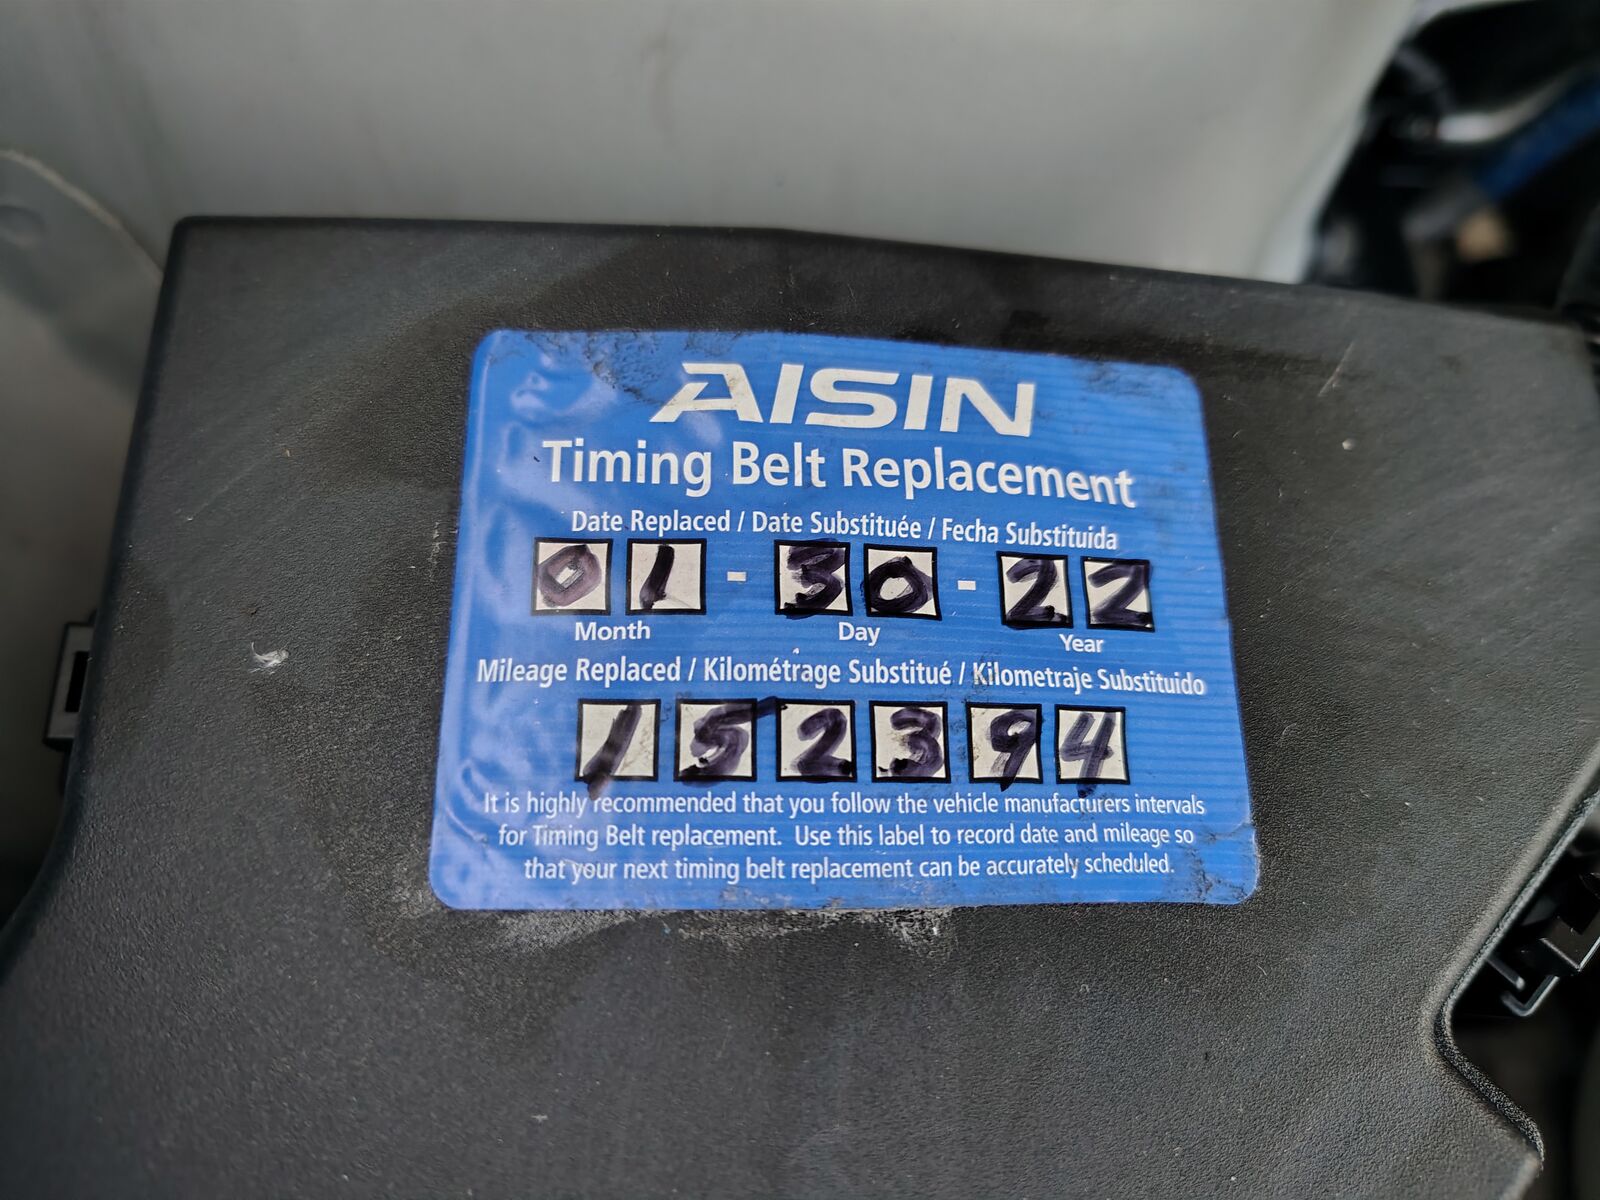 AISIN
Timing Belt Replacement
Date Replaced / Date Substituée / Fecha Substituida
01 - 30 - 22
Month Day Year
Mileage Replaced / Kilométrage Substitué / Kilometraje Substituido
152394
It is highly recommended that you follow the vehicle manufacturers intervals
for Timing Belt replacement. Use this label to record date and mileage so
that your next timing belt replacement can be accurately scheduled.